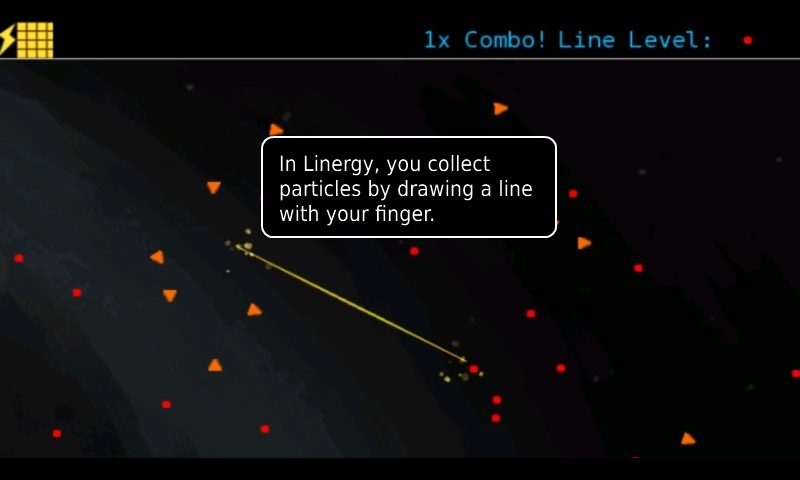 1x Combo! Line Level:
In Linergy, you collect
particles by drawing a line
with your finger.